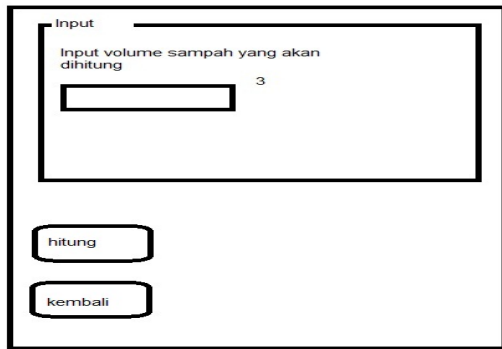 Input
Input volume sampah yang akan
dihitung
3
hitung
kembali